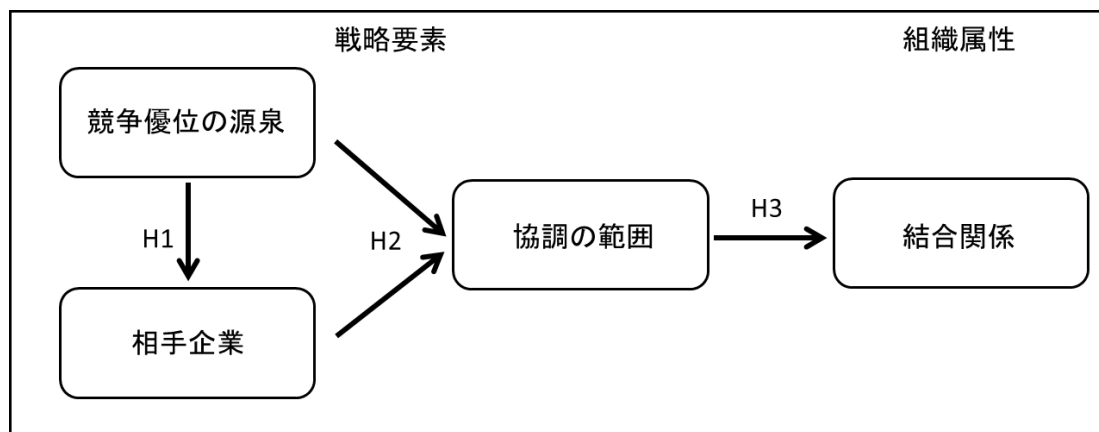 戦略要素
組織属性
競争優位の源泉
H1
相手企業
H2
協調の範囲
H3
結合関係